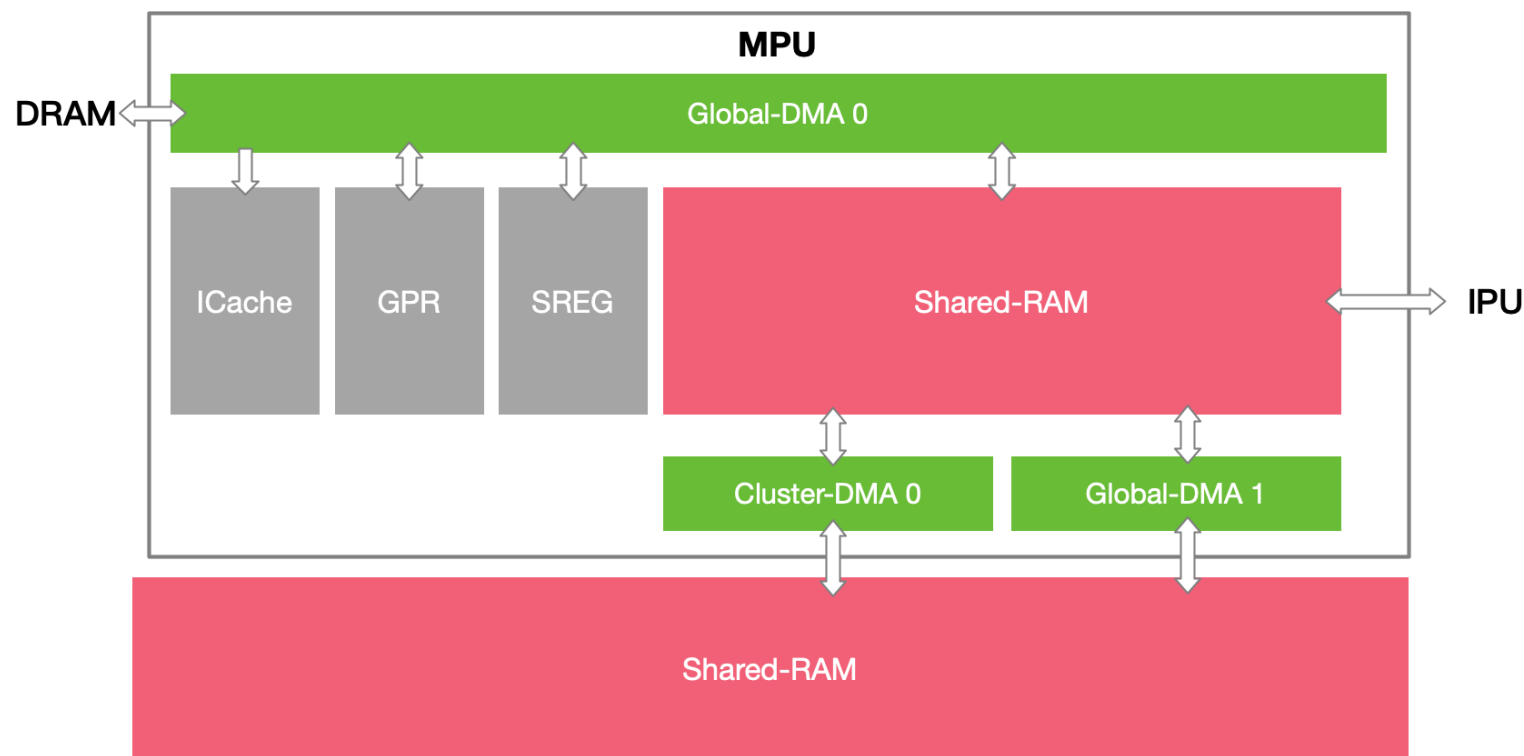 MPU
DRAM
Global-DMA 0
ICache
GPR
SREG
Shared-RAM
IPU
Cluster-DMA 0
Global-DMA 1
Shared-RAM